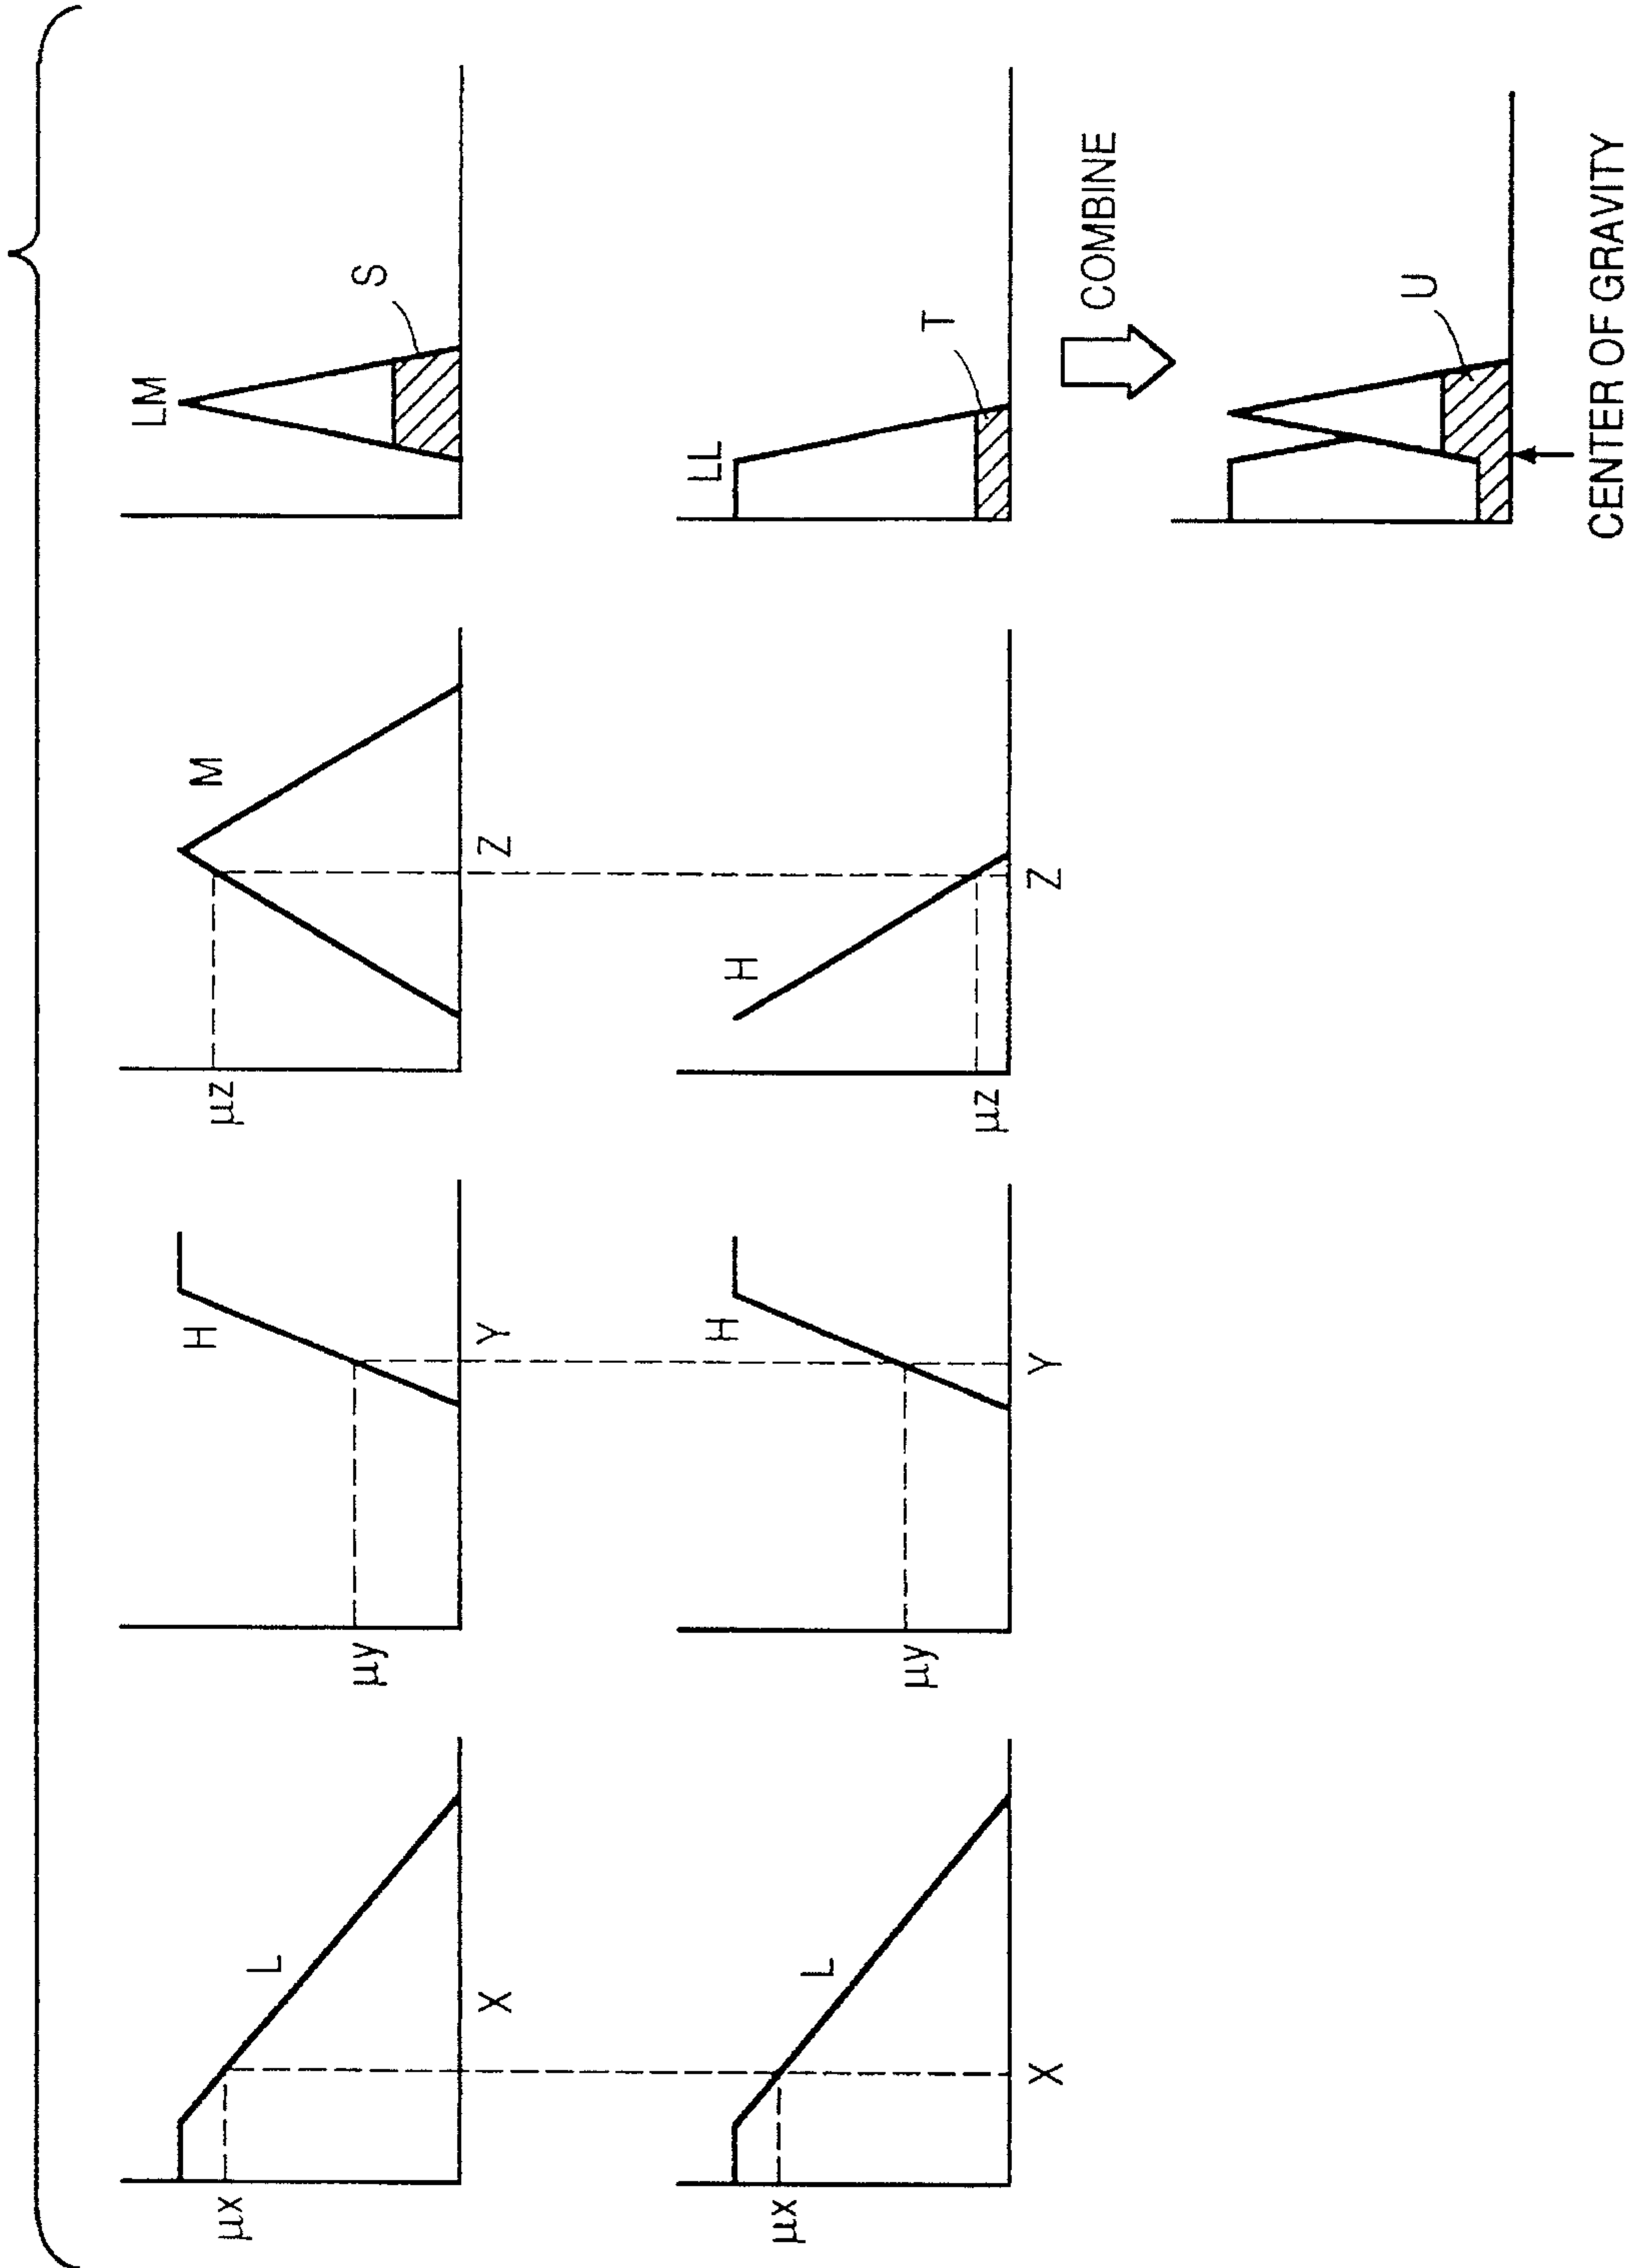 L
μx
X
H
μy
Y
M
μz
Z
LM
S
L
μx
X
H
μy
Y
H
μz
Z
LL
T
COMBINE
U
CENTER OF GRAVITY